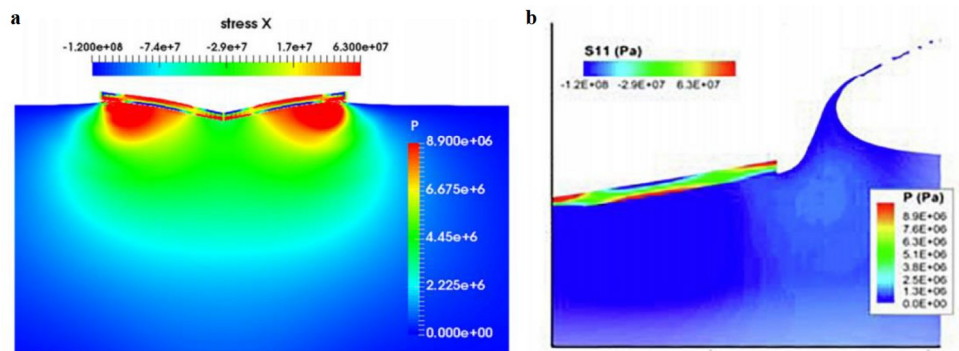 a
stress X
-1.200e+08 -7.4e+7 -2.9e+7 1.7e+7 6.300e+07
P
8.900e+06
6.675e+6
4.45e+6
2.225e+6
0.000e+00
b
S11 (Pa)
-1.2E+08 -2.9E+07 6.3E+07
P (Pa)
8.9E+06
7.6E+06
6.3E+06
5.1E+06
3.8E+06
2.5E+06
1.3E+06
0.0E+00